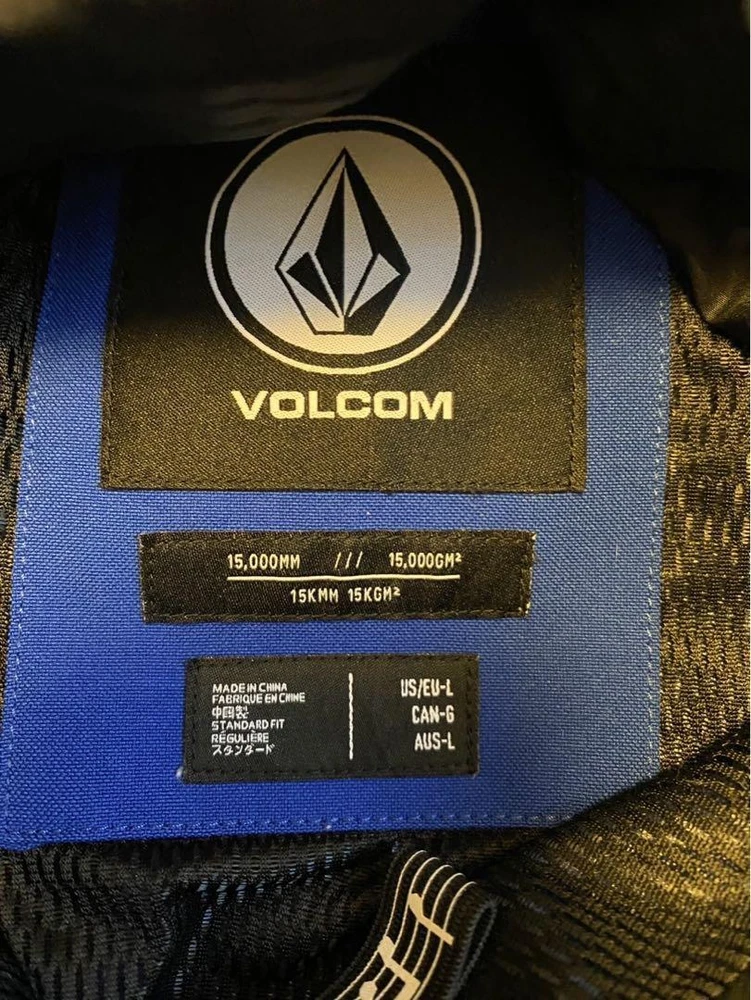 VOLCOM
15,000MM /// 15,000GM²
15KMM 15KGM²
MADE IN CHINA
FABRIQUE EN CHINE
中国製
STANDARD FIT
RÉGULIÈRE
スタンダード
US/EU-L
CAN-G
AUS-L